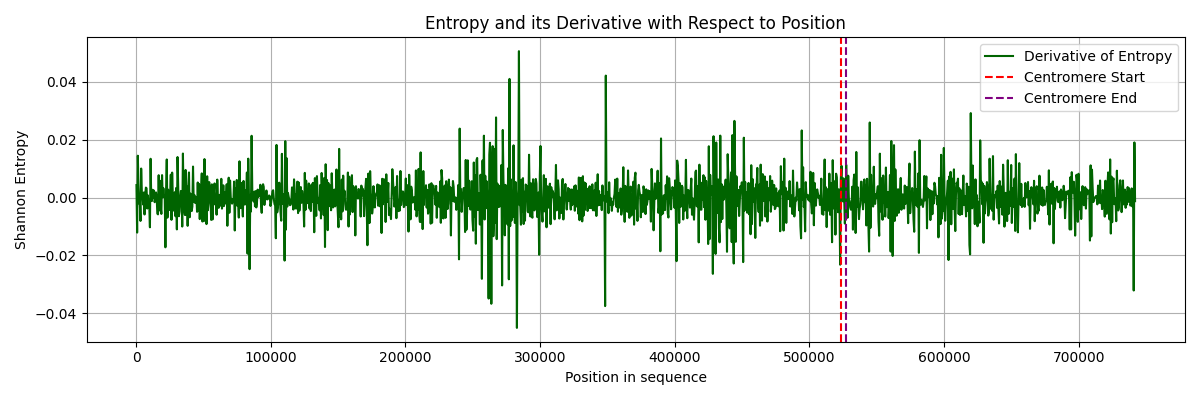 Entropy and its Derivative with Respect to Position
Shannon Entropy
0.04
0.02
0.00
−0.02
−0.04
Derivative of Entropy
Centromere Start
Centromere End
0 100000 200000 300000 400000 500000 600000 700000
Position in sequence